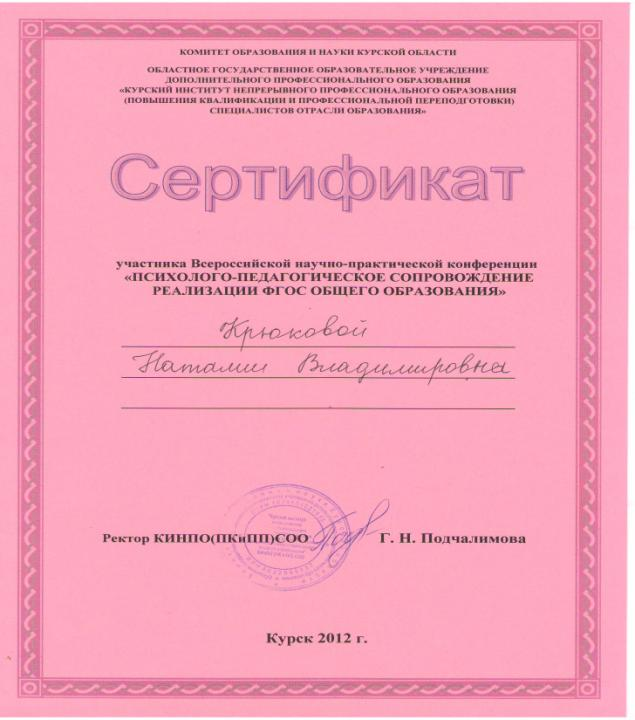 КОМИТЕТ ОБРАЗОВАНИЯ И НАУКИ КУРСКОЙ ОБЛАСТИ
ОБЛАСТНОЕ ГОСУДАРСТВЕННОЕ ОБРАЗОВАТЕЛЬНОЕ УЧРЕЖДЕНИЕ
ДОПОЛНИТЕЛЬНОГО ПРОФЕССИОНАЛЬНОГО ОБРАЗОВАНИЯ
«КУРСКИЙ ИНСТИТУТ НЕПРЕРЫВНОГО ПРОФЕССИОНАЛЬНОГО ОБРАЗОВАНИЯ
(ПОВЫШЕНИЯ КВАЛИФИКАЦИИ И ПРОФЕССИОНАЛЬНОЙ ПЕРЕПОДГОТОВКИ)
СПЕЦИАЛИСТОВ ОТРАСЛИ ОБРАЗОВАНИЯ»
Сертификат
участника Всероссийской научно-практической конференции
«ПСИХОЛОГО-ПЕДАГОГИЧЕСКОЕ СОПРОВОЖДЕНИЕ
РЕАЛИЗАЦИИ ФГОС ОБЩЕГО ОБРАЗОВАНИЯ»
Крюковой
Наталии Владимировны
Ректор КИНПО(ПКиПП)СОО Г. Н. Подчалимова
Курск 2012 г.